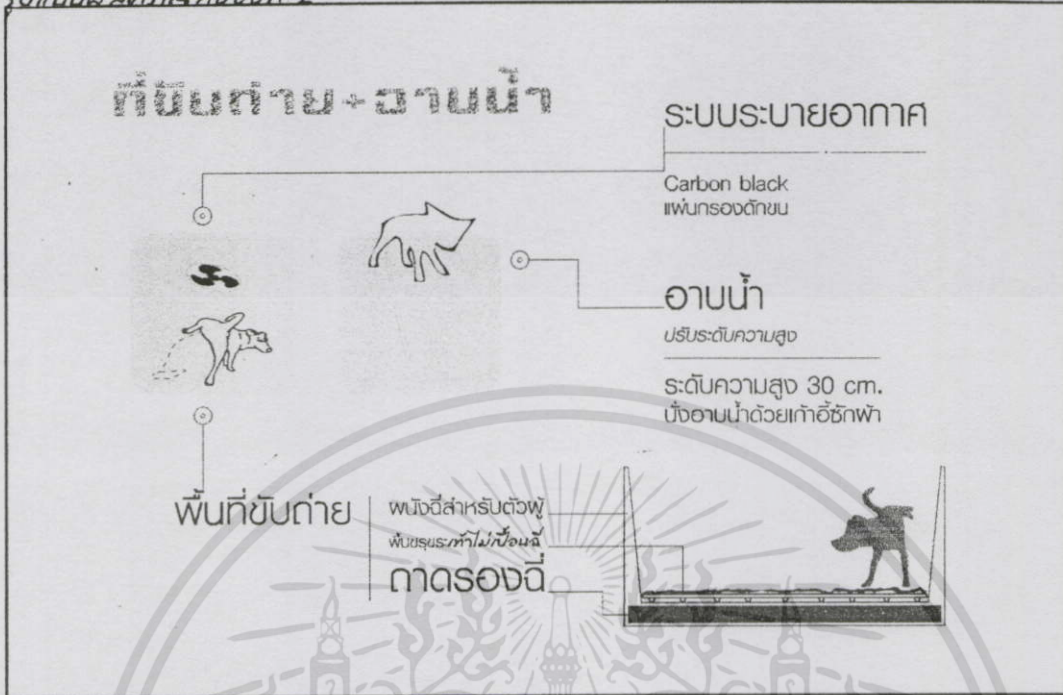 ที่ขับถ่าย+อาบน้ำ
ระบบระบายอากาศ
Carbon black
แผ่นกรองดักขน
อาบน้ำ
ปรับระดับความสูง
ระดับความสูง 30 cm.
นั่งอาบน้ำด้วยเก้าอี้ซักผ้า
พื้นที่ขับถ่าย
ผนังฉี่สำหรับตัวผู้
พื้นขรุขระเท้าไม่เปื้อนฉี่
ถาดรองฉี่